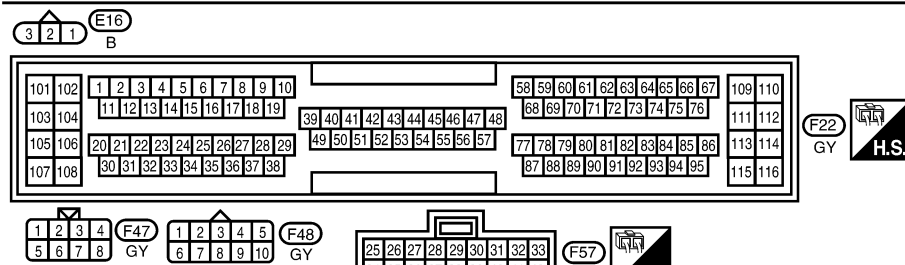 3 2 1 E16
B
101 102 1 2 3 4 5 6 7 8 9 10 58 59 60 61 62 63 64 65 66 67 109 110
11 12 13 14 15 16 17 18 19 68 69 70 71 72 73 74 75 76
103 104 39 40 41 42 43 44 45 46 47 48 111 112 F22
105 106 20 21 22 23 24 25 26 27 28 29 49 50 51 52 53 54 55 56 57 77 78 79 80 81 82 83 84 85 86 113 114 GY H.S.
107 108 30 31 32 33 34 35 36 37 38 87 88 89 90 91 92 93 94 95 115 116
1 2 3 4 F47 1 2 3 4 5 F48
5 6 7 8 GY 6 7 8 9 10 GY
25 26 27 28 29 30 31 32 33 F57